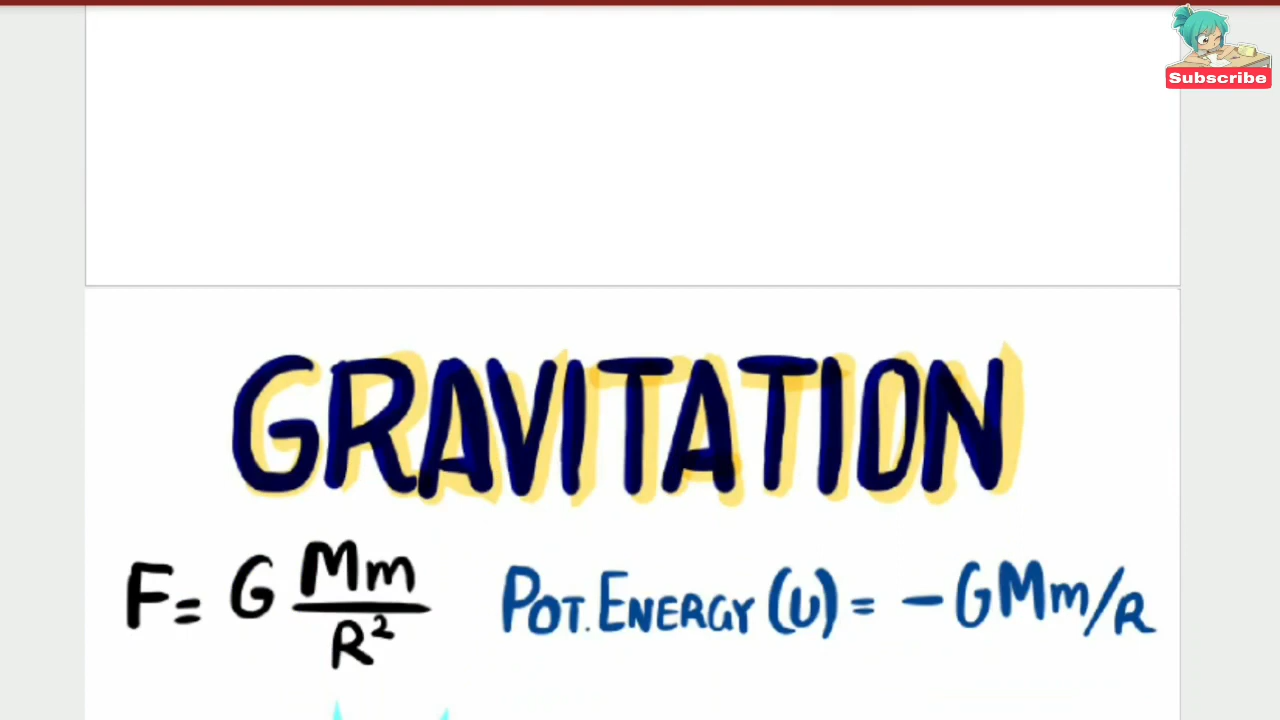 Subscribe
GRAVITATION
F = G Mm/R²
POT. ENERGY (U) = - GMm/R